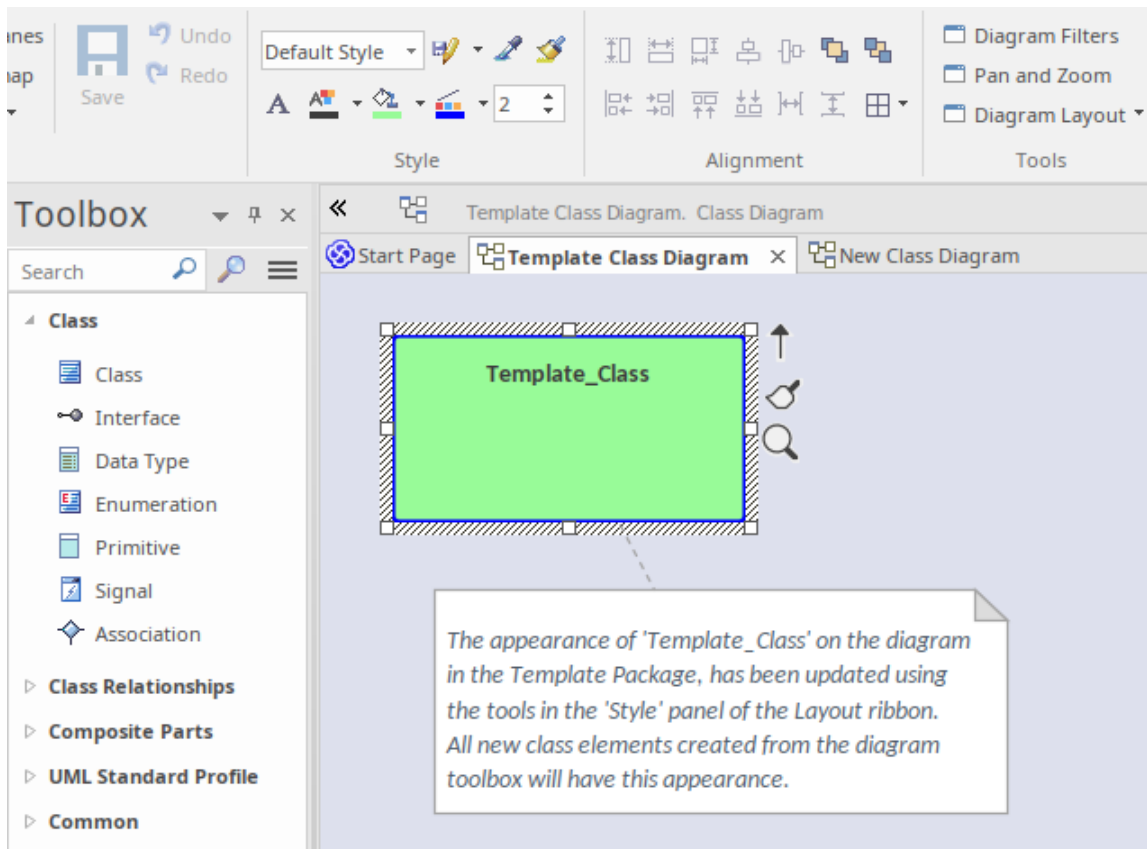 anes
Undo
Default Style
Diagram Filters
ap
Redo
Pan and Zoom
Save
A
A
2
Diagram Layout
Style
Alignment
Tools
Toolbox
Template Class Diagram. Class Diagram
Start Page
Template Class Diagram
New Class Diagram
Search
Class
Class
Interface
Data Type
Enumeration
Primitive
Signal
Association
Class Relationships
Composite Parts
UML Standard Profile
Common
Template_Class
The appearance of 'Template_Class' on the diagram
in the Template Package, has been updated using
the tools in the 'Style' panel of the Layout ribbon.
All new class elements created from the diagram
toolbox will have this appearance.